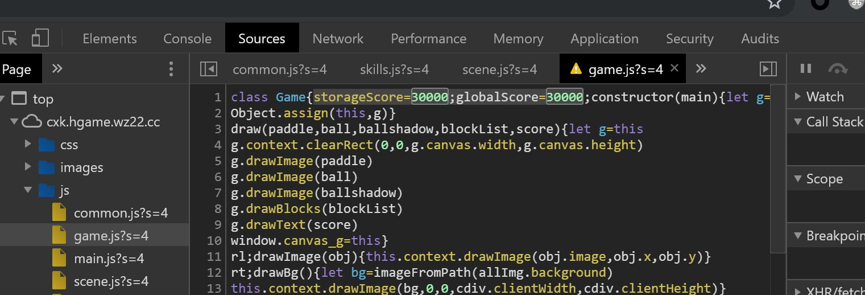 Elements Console Sources Network Performance Memory Application Security Audits
Page » common.js?s=4 skills.js?s=4 scene.js?s=4 game.js?s=4 × »
top
cxk.hgame.wz22.cc
css
images
js
common.js?s=4
game.js?s=4
main.js?s=4
scene.js?s=4
1 class Game{storageScore=30000;globalScore=30000;constructor(main){let g=
2 Object.assign(this,g)}
3 draw(paddle,ball,ballshadow,blockList,score){let g=this
4 g.context.clearRect(0,0,g.canvas.width,g.canvas.height)
5 g.drawImage(paddle)
6 g.drawImage(ball)
7 g.drawImage(ballshadow)
8 g.drawBlocks(blockList)
9 g.drawText(score)
10 window.canvas_g=this}
11 rl;drawImage(obj){this.context.drawImage(obj.image,obj.x,obj.y)}
12 rt;drawBg(){let bg=imageFromPath(allImg.background)
13 this.context.drawImage(bg,0,0,cdiv.clientWidth,cdiv.clientHeight)}
Watch
Call Stack
Scope
Breakpoin
XHR/fetch